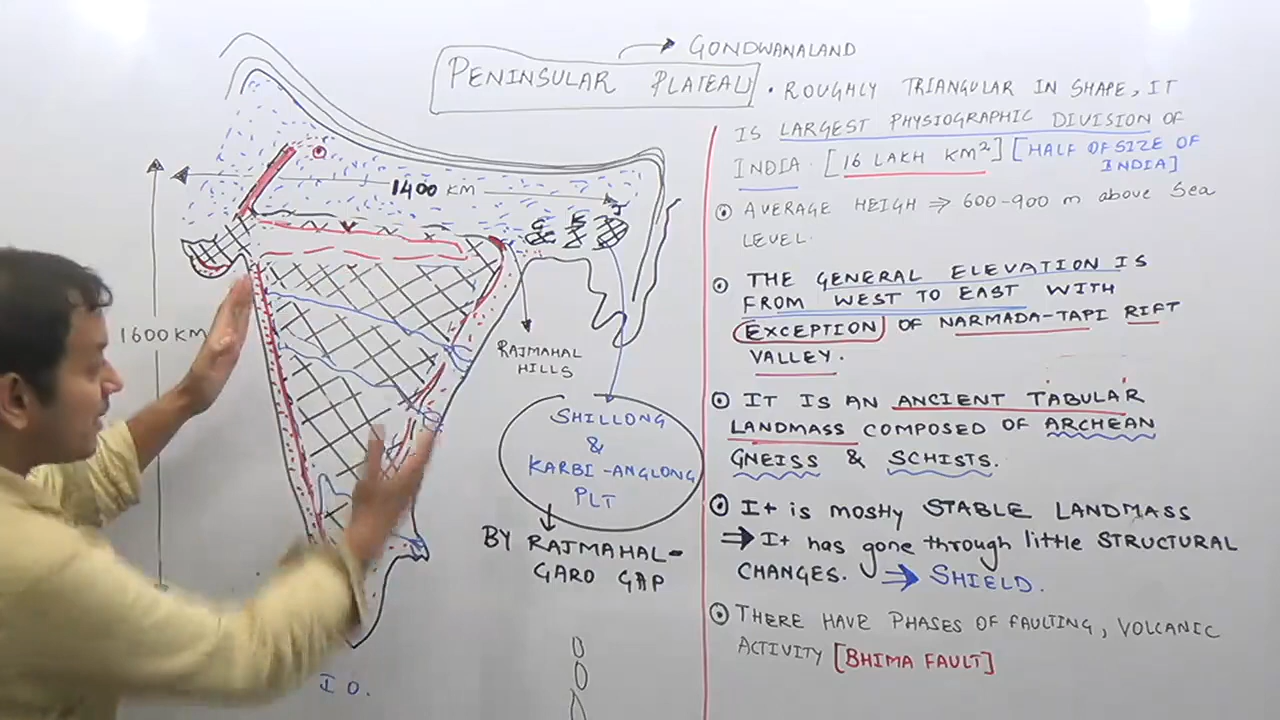 → GONDWANALAND
PENINSULAR PLATEAU
• ROUGHLY TRIANGULAR IN SHAPE, IT
IS LARGEST PHYSIOGRAPHIC DIVISION OF
INDIA. [16 LAKH KM²] [HALF OF SIZE OF
INDIA]
AVERAGE HEIGH ⇒ 600-900 m above Sea
LEVEL.
THE GENERAL ELEVATION IS
FROM WEST TO EAST WITH
EXCEPTION OF NARMADA-TAPI RIFT
VALLEY.
IT IS AN ANCIENT TABULAR
LANDMASS COMPOSED OF ARCHEAN
GNEISS & SCHISTS.
It is mostly STABLE LANDMASS
⇒ It has gone through little STRUCTURAL
CHANGES. ⇒ SHIELD.
THERE HAVE PHASES OF FAULTING, VOLCANIC
ACTIVITY [BHIMA FAULT]
1400 KM
G K J
1600 KM
RAJMAHAL
HILLS
SHILLONG
&
KARBI-ANGLONG
PLT
BY RAJMAHAL-
GARO GAP
I O.